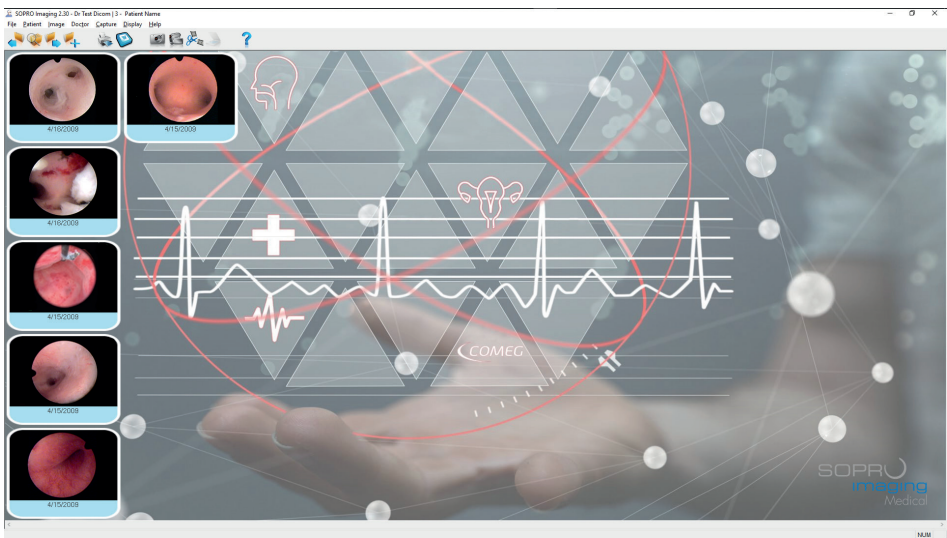 SOPRO Imaging 2.30 - Dr Test Dicom | 3 - Patient Name
File Patient Image Doctor Capture Display Help
4/16/2009
4/15/2009
4/16/2009
4/15/2009
4/15/2009
4/15/2009
COMEG
SOPRO
imaging
Medical
NUM